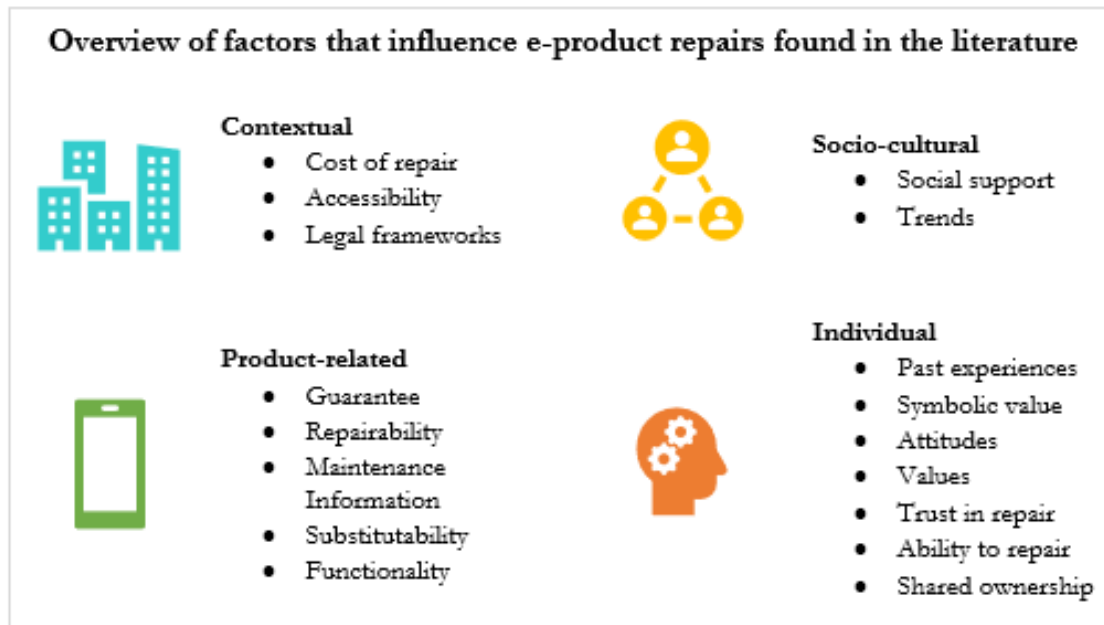 Overview of factors that influence e-product repairs found in the literature
Contextual
● Cost of repair
● Accessibility
● Legal frameworks
Socio-cultural
● Social support
● Trends
Product-related
● Guarantee
● Repairability
● Maintenance
Information
● Substitutability
● Functionality
Individual
● Past experiences
● Symbolic value
● Attitudes
● Values
● Trust in repair
● Ability to repair
● Shared ownership